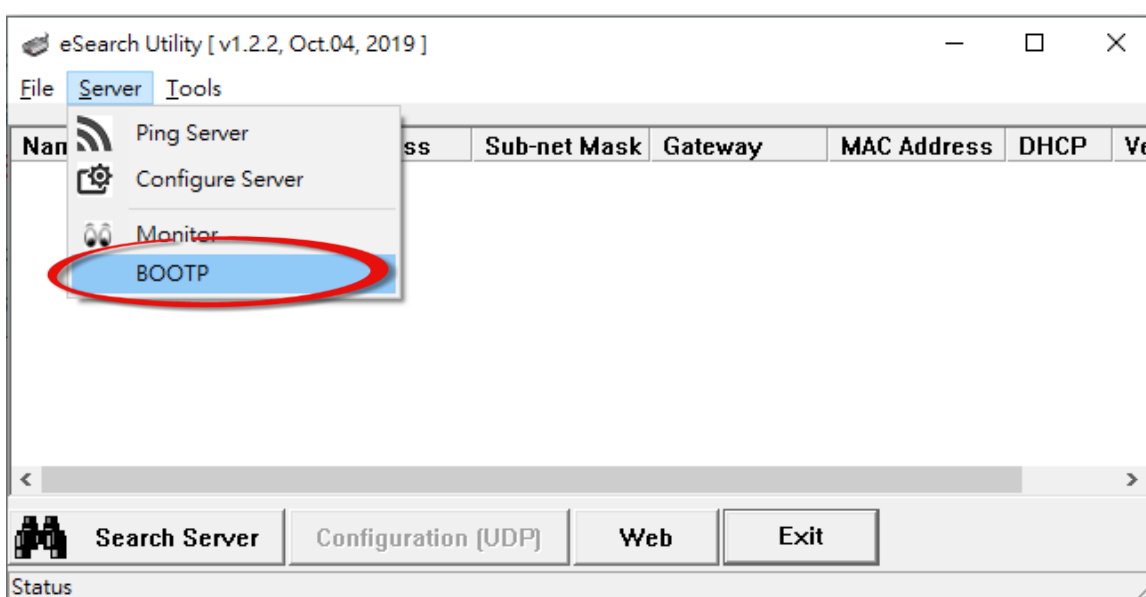 eSearch Utility [ v1.2.2, Oct.04, 2019 ]
File Server Tools
Ping Server
Configure Server
Monitor
BOOTP
Sub-net Mask Gateway MAC Address DHCP
Search Server Configuration (UDP) Web Exit
Status